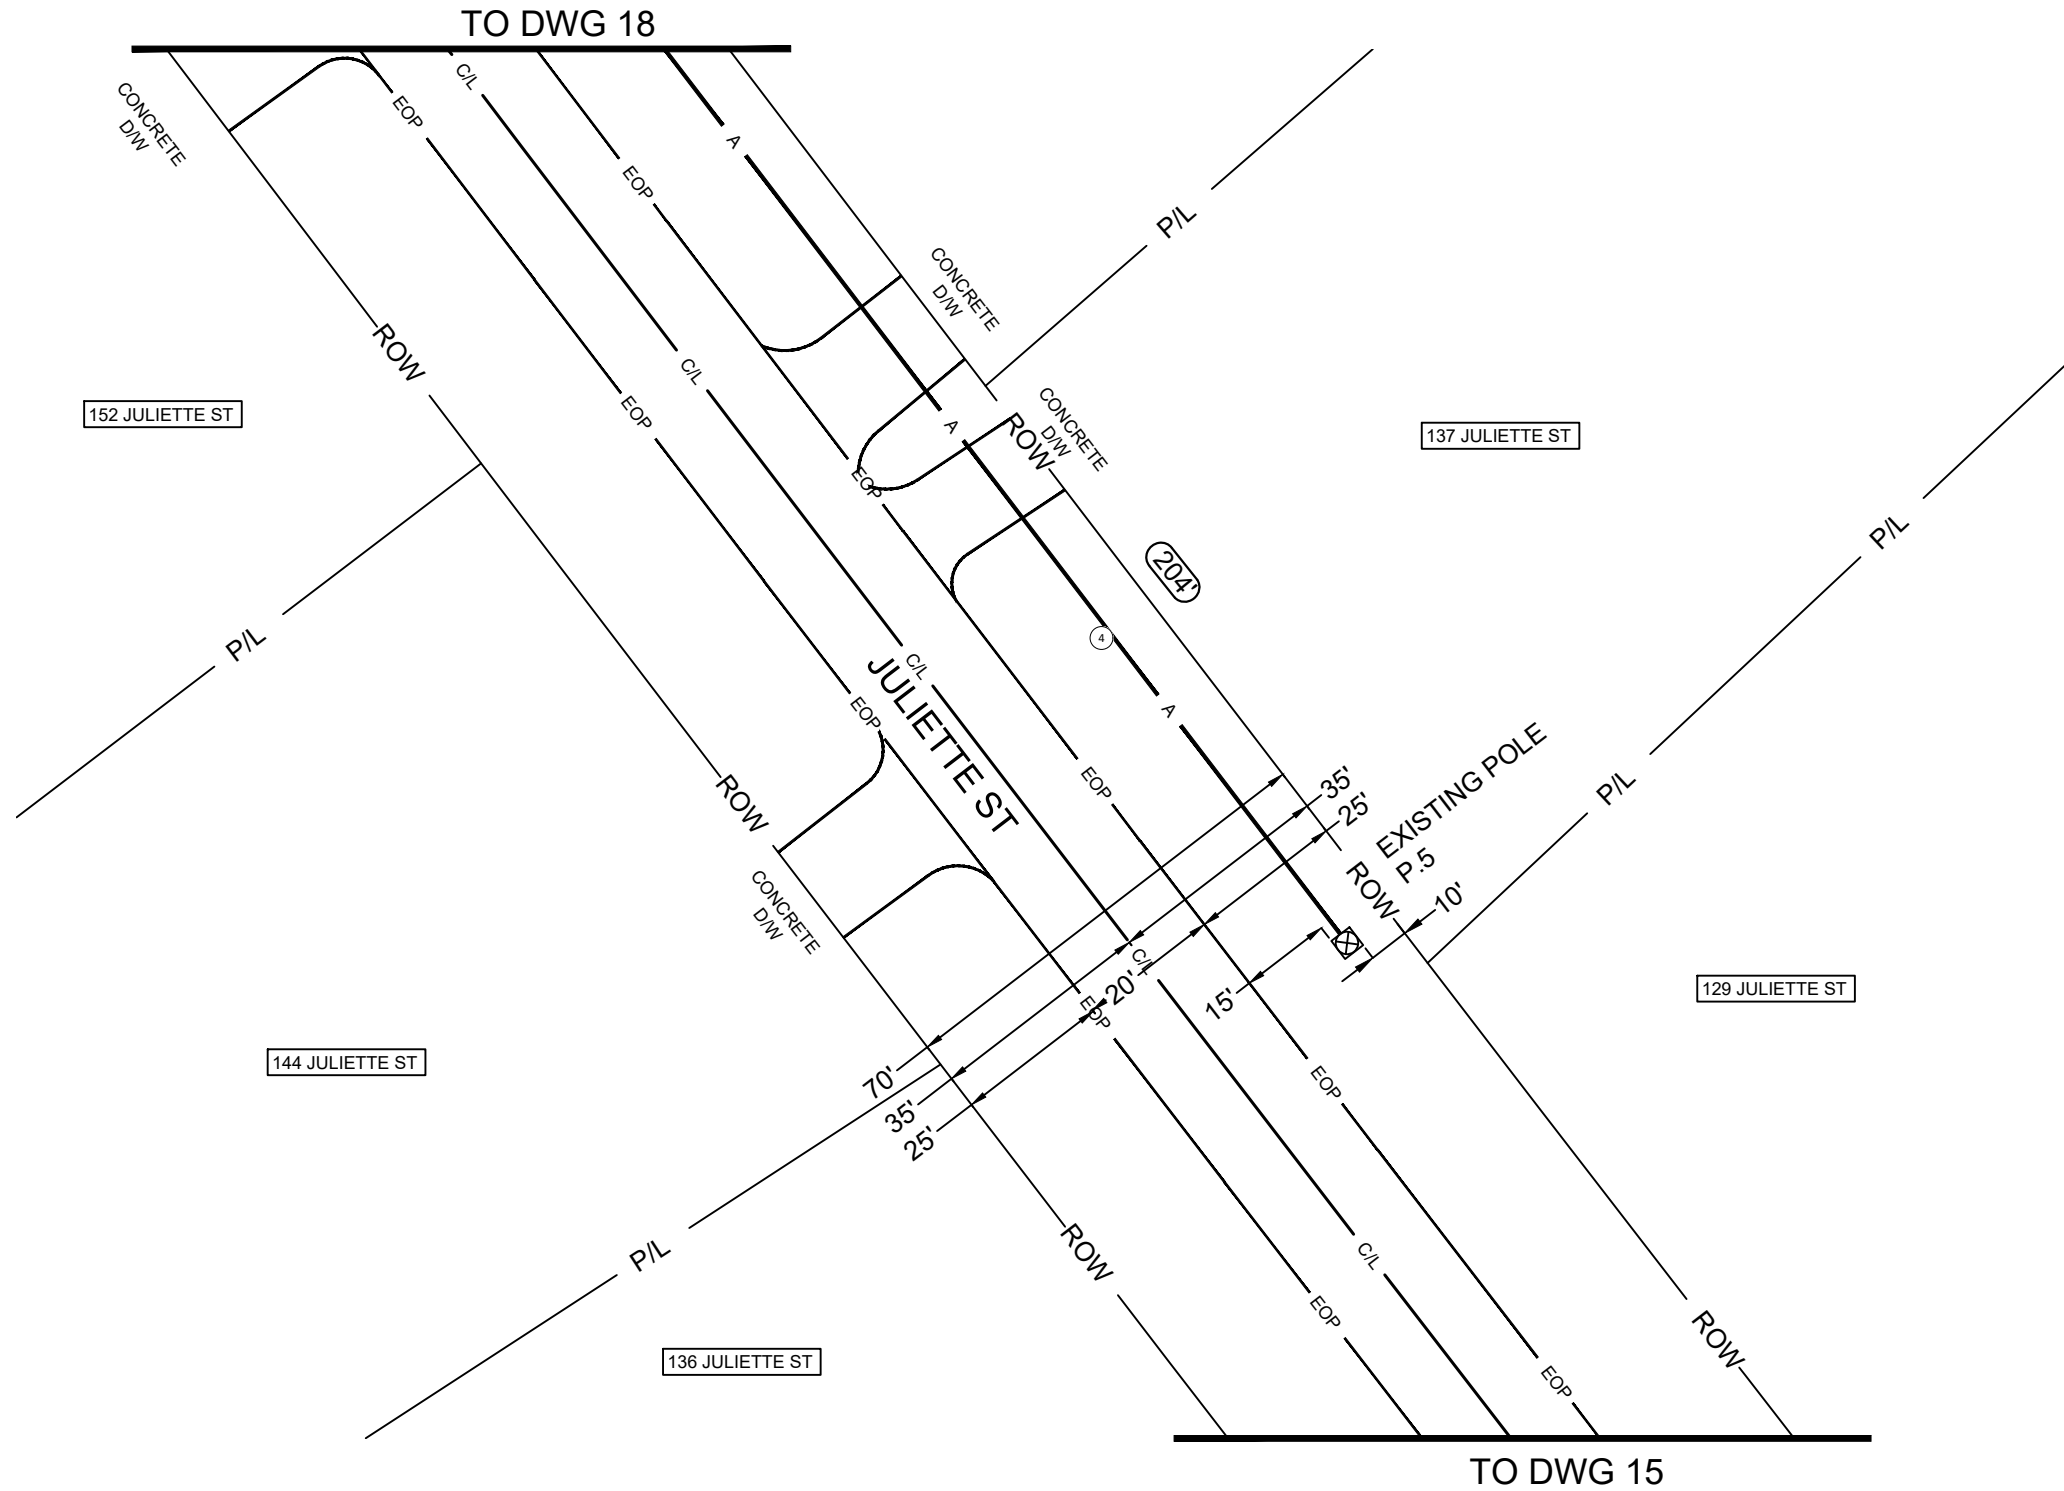 TO DWG 18
C/L
CONCRETE
D/W
EOP
A
EOP
P/L
CONCRETE
D/W
ROW
C/L
EOP
CONCRETE
D/W
152 JULIETTE ST
A
ROW
137 JULIETTE ST
EOP
P/L
204'
4
P/L
C/L
EOP
JULIETTE ST
A
EOP
35'
EXISTING POLE
P.5
P/L
ROW
25'
ROW
10'
CONCRETE
D/W
C/L
20'
15'
EOP
129 JULIETTE ST
144 JULIETTE ST
70'
35'
25'
EOP
P/L
ROW
C/L
EOP
ROW
136 JULIETTE ST
EOP
TO DWG 15